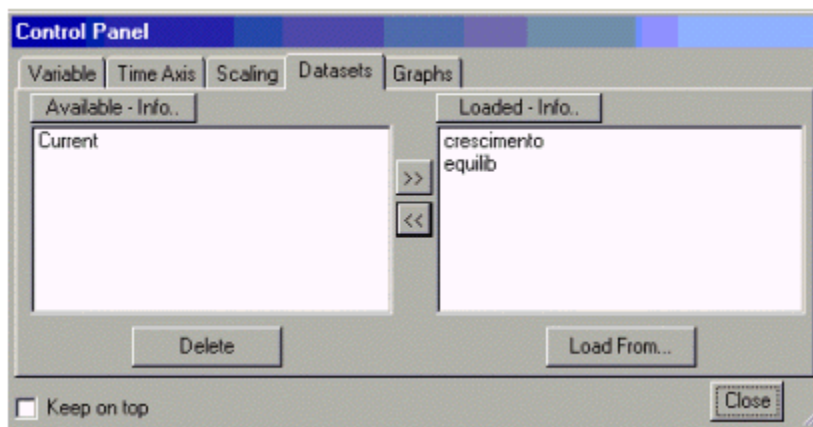 Control Panel
Variable Time Axis Scaling Datasets Graphs
Available - Info.. Loaded - Info..
Current crescimento
equilib
>>
<<
Delete Load From...
Keep on top Close